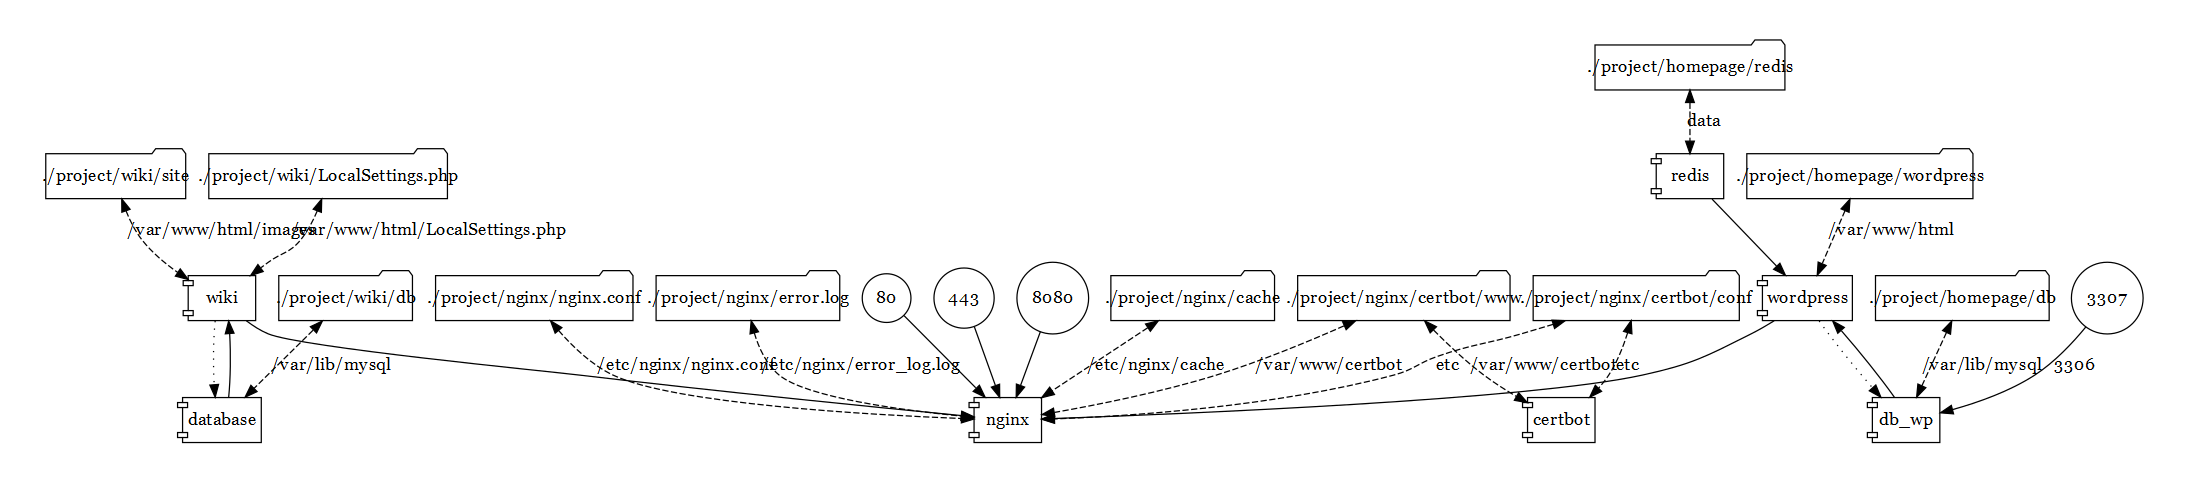 ./project/homepage/redis
data
./project/wiki/site
./project/wiki/LocalSettings.php
redis
./project/homepage/wordpress
/var/www/html/images
/var/www/html/LocalSettings.php
/var/www/html
wiki
./project/wiki/db
./project/nginx/nginx.conf
./project/nginx/error.log
80
443
8080
./project/nginx/cache
./project/nginx/certbot/www
./project/nginx/certbot/conf
wordpress
./project/homepage/db
3307
/var/lib/mysql
/etc/nginx/nginx.conf
/etc/nginx/error_log.log
/etc/nginx/cache
/var/www/certbot
etc
/var/www/certbot
etc
/var/lib/mysql
3306
database
nginx
certbot
db_wp